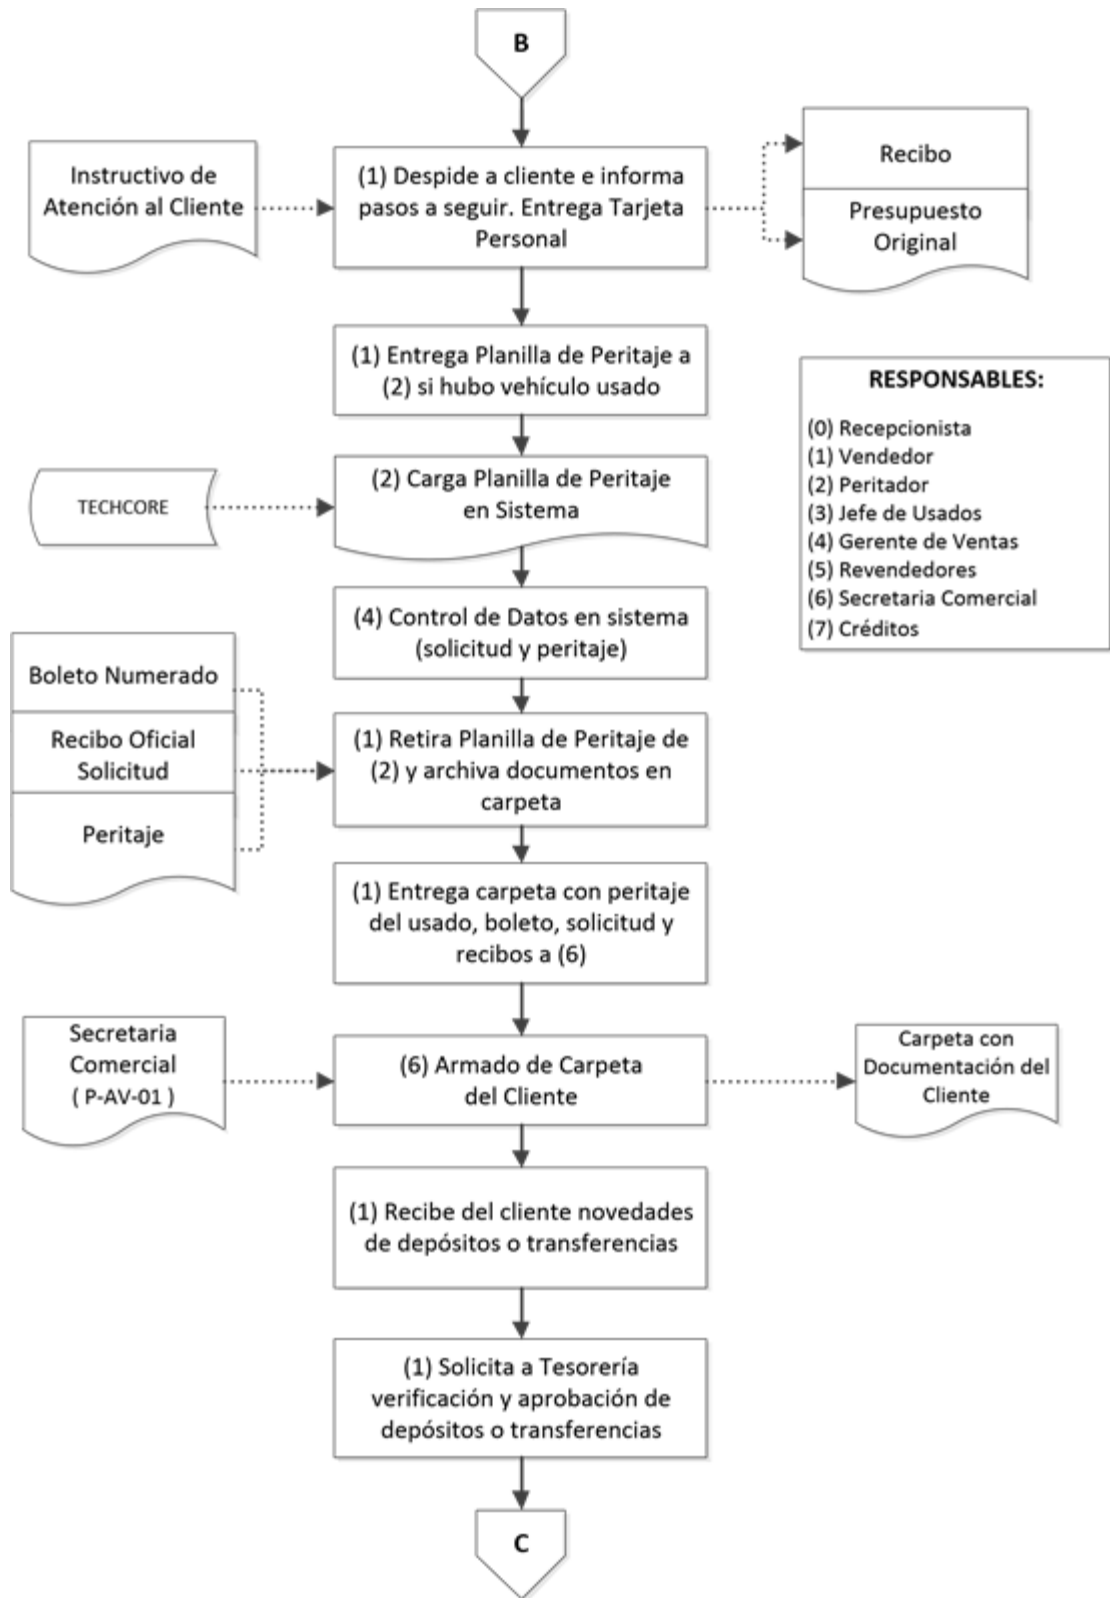 B
Instructivo de
Atención al Cliente
(1) Despide a cliente e informa
pasos a seguir. Entrega Tarjeta
Personal
Recibo
Presupuesto
Original
(1) Entrega Planilla de Peritaje a
(2) si hubo vehículo usado
RESPONSABLES:
(0) Recepcionista
(1) Vendedor
(2) Peritador
(3) Jefe de Usados
(4) Gerente de Ventas
(5) Revendedores
(6) Secretaria Comercial
(7) Créditos
TECHCORE
(2) Carga Planilla de Peritaje
en Sistema
(4) Control de Datos en sistema
(solicitud y peritaje)
Boleto Numerado
Recibo Oficial
Solicitud
Peritaje
(1) Retira Planilla de Peritaje de
(2) y archiva documentos en
carpeta
(1) Entrega carpeta con peritaje
del usado, boleto, solicitud y
recibos a (6)
Secretaria
Comercial
( P-AV-01 )
(6) Armado de Carpeta
del Cliente
Carpeta con
Documentación del
Cliente
(1) Recibe del cliente novedades
de depósitos o transferencias
(1) Solicita a Tesorería
verificación y aprobación de
depósitos o transferencias
C